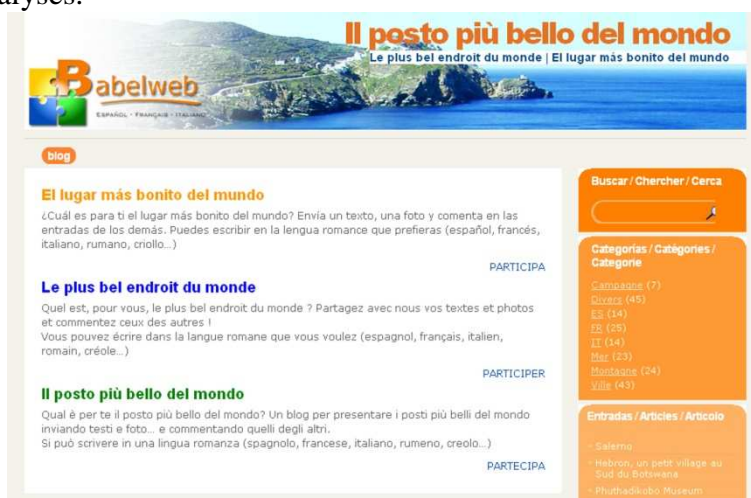 alyses.
Il posto più bello del mondo
Le plus bel endroit du monde | El lugar más bonito del mundo
Babelweb
ESPAÑOL - FRANÇAIS - ITALIANO
blog
El lugar más bonito del mundo
¿Cuál es para ti el lugar más bonito del mundo? Envía un texto, una foto y comenta en las
entradas de los demás. Puedes escribir en la lengua romance que prefieras (español, francés,
italiano, rumano, criollo...)
PARTICIPA
Le plus bel endroit du monde
Quel est, pour vous, le plus bel endroit du monde ? Partagez avec nous vos textes et photos
et commentez ceux des autres !
Vous pouvez écrire dans la langue romane que vous voulez (espagnol, français, italien,
romain, créole...)
PARTICIPER
Il posto più bello del mondo
Qual è per te il posto più bello del mondo? Un blog per presentare i posti più belli del mondo
inviando testi e foto... e commentando quelli degli altri.
Si può scrivere in una lingua romanza (spagnolo, francese, italiano, rumeno, creolo...)
PARTECIPA
Buscar / Chercher / Cerca
Categorías / Catégories /
Categorie
Campagne (7)
Divers (45)
ES (14)
FR (25)
IT (14)
Mer (23)
Montagne (24)
Ville (43)
Entradas / Articles / Articolo
- Salerno
- Hebron, un petit village au
Sud du Botswana
- Phuthadikobo Museum